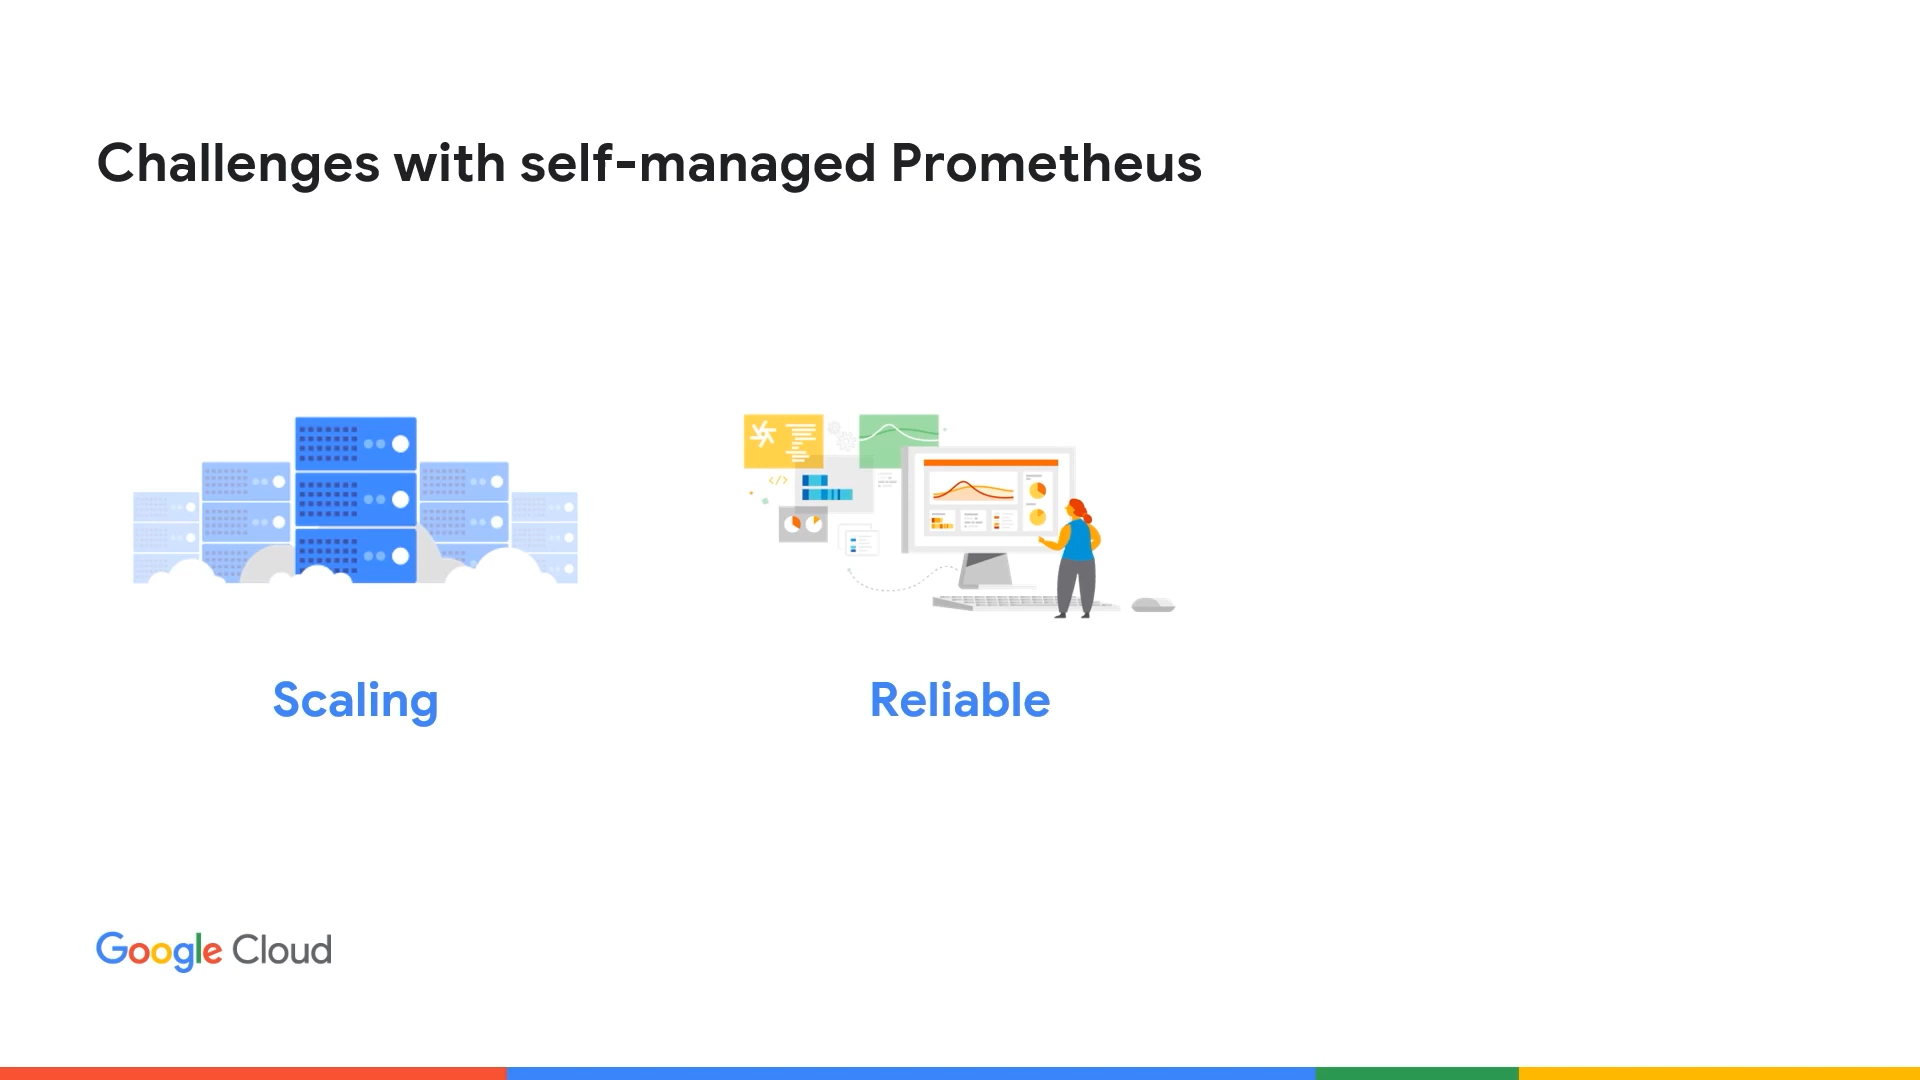 Challenges with self-managed Prometheus
</>
Scaling
Reliable
Google Cloud